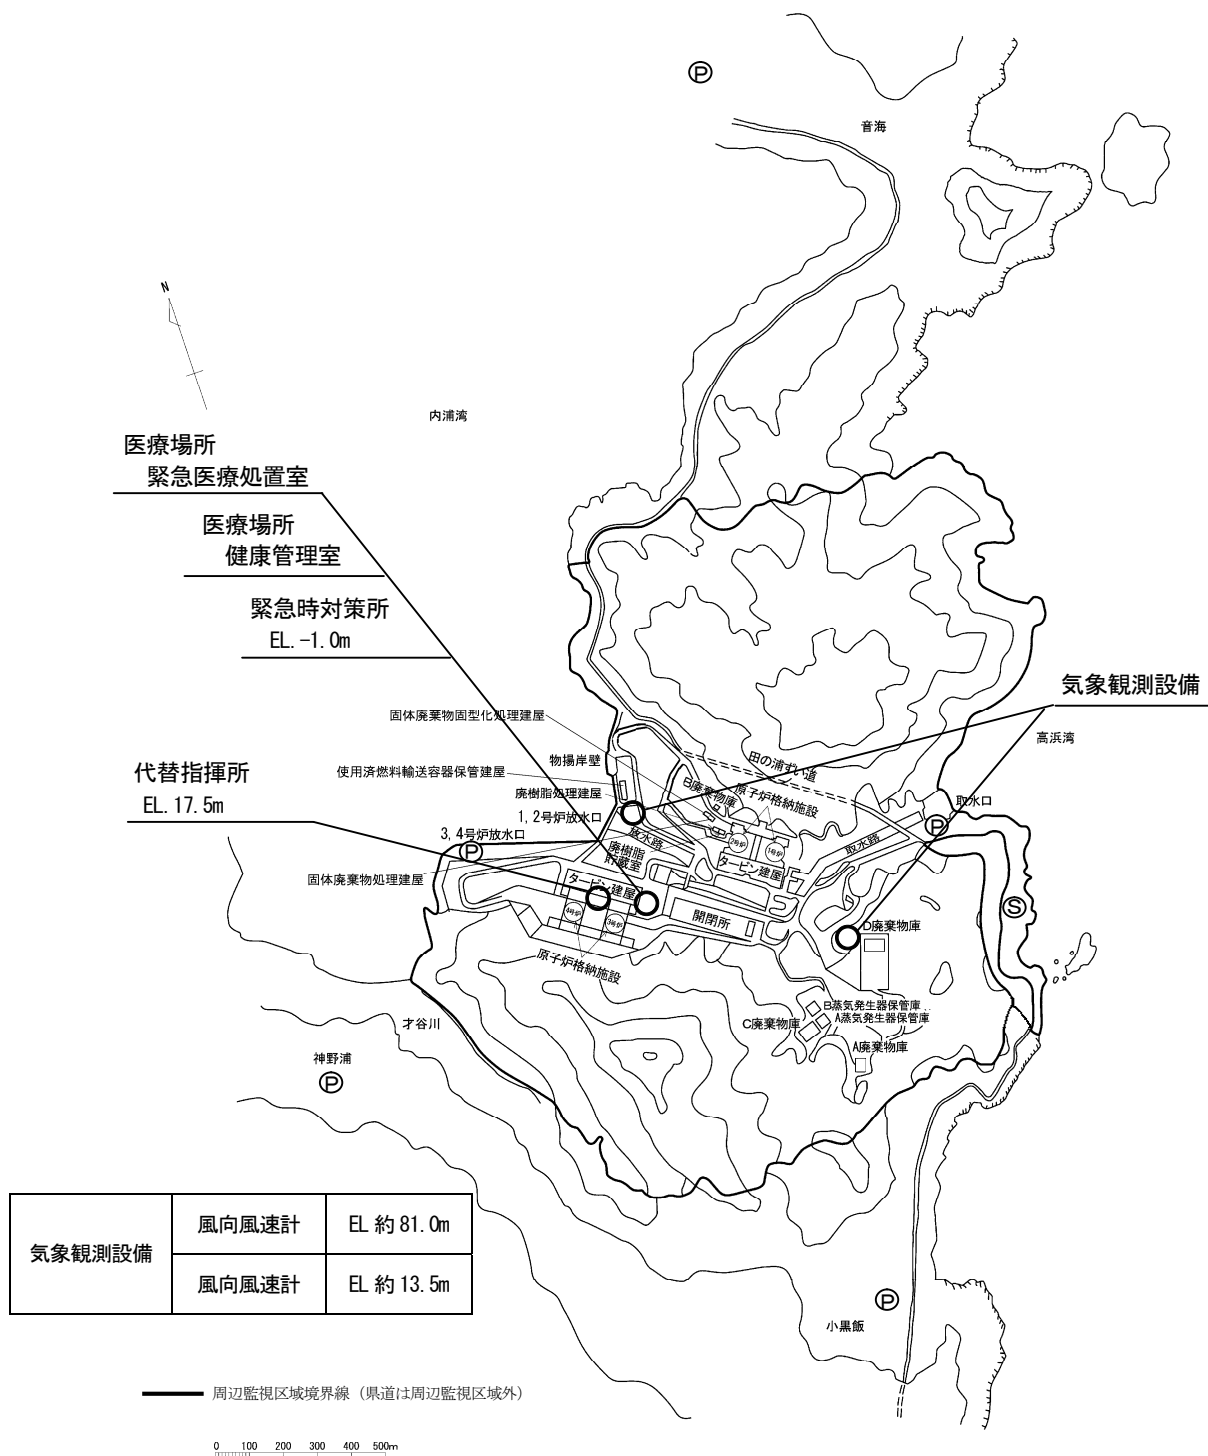 Ⓟ
音海
N
内浦湾
医療場所
緊急医療処置室
医療場所
健康管理室
緊急時対策所
EL.-1.0m
気象観測設備
固体廃棄物固型化処理建屋
高浜湾
物揚岸壁
田の浦ずい道
代替指揮所
EL.17.5m
使用済燃料輸送容器保管建屋
B廃棄物庫
原子炉格納施設
廃樹脂処理建屋
取水口
1,2号炉放水口
放水路
Ⓟ
3,4号炉放水口
2号炉
1号炉
取水路
Ⓟ
廃樹脂
貯蔵室
タービン建屋
固体廃棄物処理建屋
タービン建屋
4号炉
3号炉
開閉所
Ⓢ
D廃棄物庫
原子炉格納施設
B蒸気発生器保管庫
A蒸気発生器保管庫
C廃棄物庫
才谷川
A廃棄物庫
神野浦
Ⓟ
気象観測設備
風向風速計
EL 約 81.0m
風向風速計
EL 約 13.5m
Ⓟ
小黒飯
周辺監視区域境界線（県道は周辺監視区域外）
0 100 200 300 400 500m